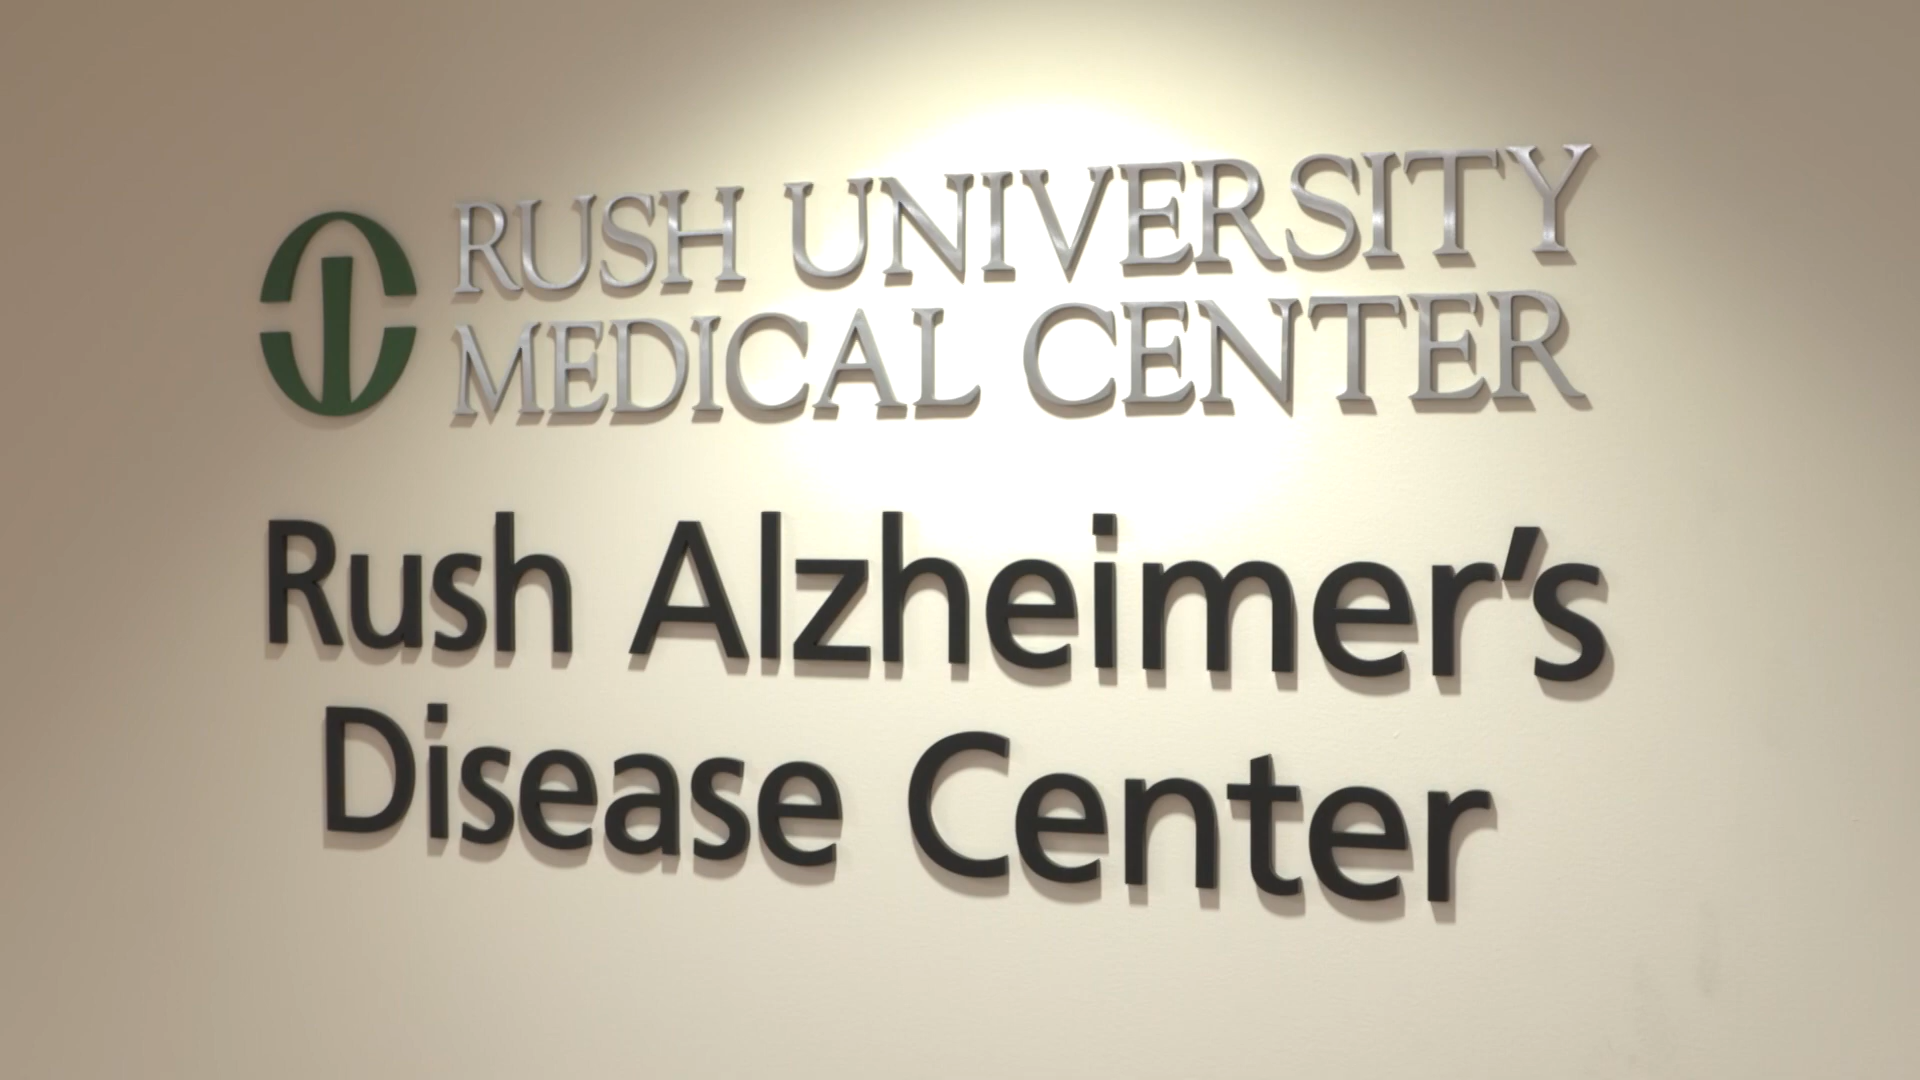 RUSH UNIVERSITY
MEDICAL CENTER
Rush Alzheimer's
Disease Center